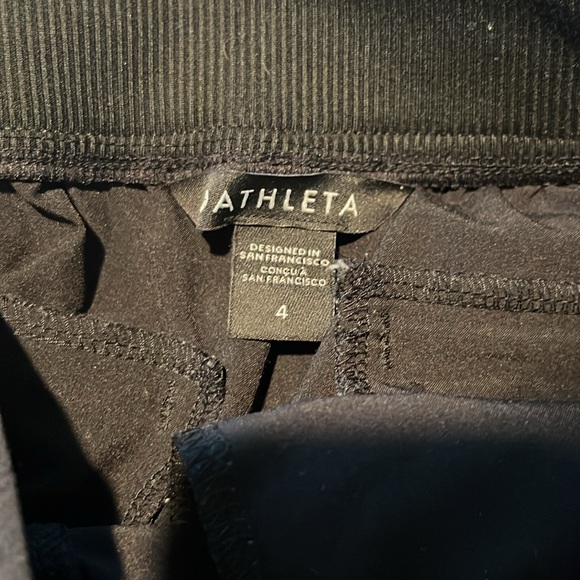 ATHLETA
DESIGNED IN
SAN FRANCISCO
CONÇU À
SAN FRANCISCO
4